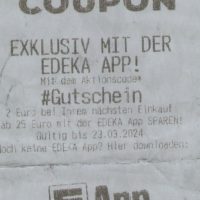 COUPON
EXKLUSIV MIT DER
EDEKA APP!
Mit dem Aktionscode*
#Gutschein
2 Euro bei Ihrem nächsten Einkauf
ab 25 Euro mit der EDEKA App SPAREN!
Gültig bis 23.03.2024
Noch keine EDEKA App? Hier downloaden:
App